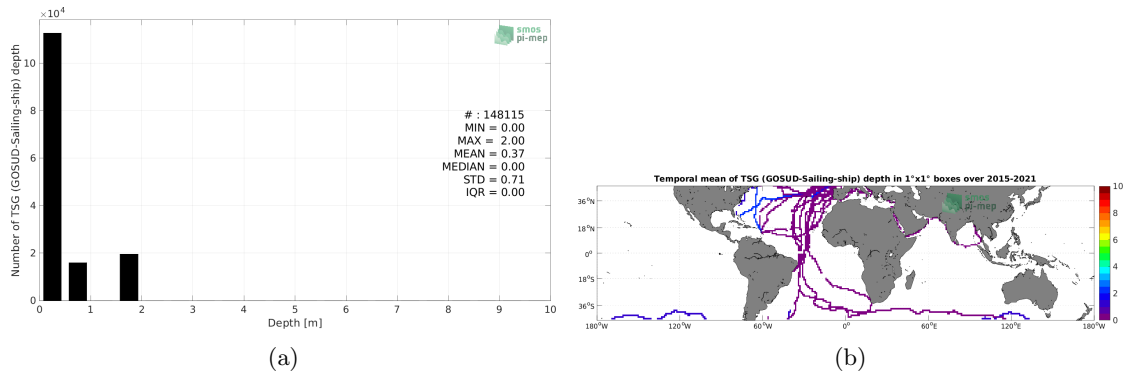 ×10⁴
smos
pi-mep
Number of TSG (GOSUD-Sailing-ship) depth
10
8
6
4
2
0
# : 148115
MIN = 0.00
MAX = 2.00
MEAN = 0.37
MEDIAN = 0.00
STD = 0.71
IQR = 0.00
0 1 2 3 4 5 6 7 8 9 10
Depth [m]
(a)
Temporal mean of TSG (GOSUD-Sailing-ship) depth in 1°x1° boxes over 2015-2021
smos
pi-mep
36°N
18°N
0°
18°S
36°S
180°W 120°W 60°W 0° 60°E 120°E 180°W
10
8
6
4
2
0
(b)